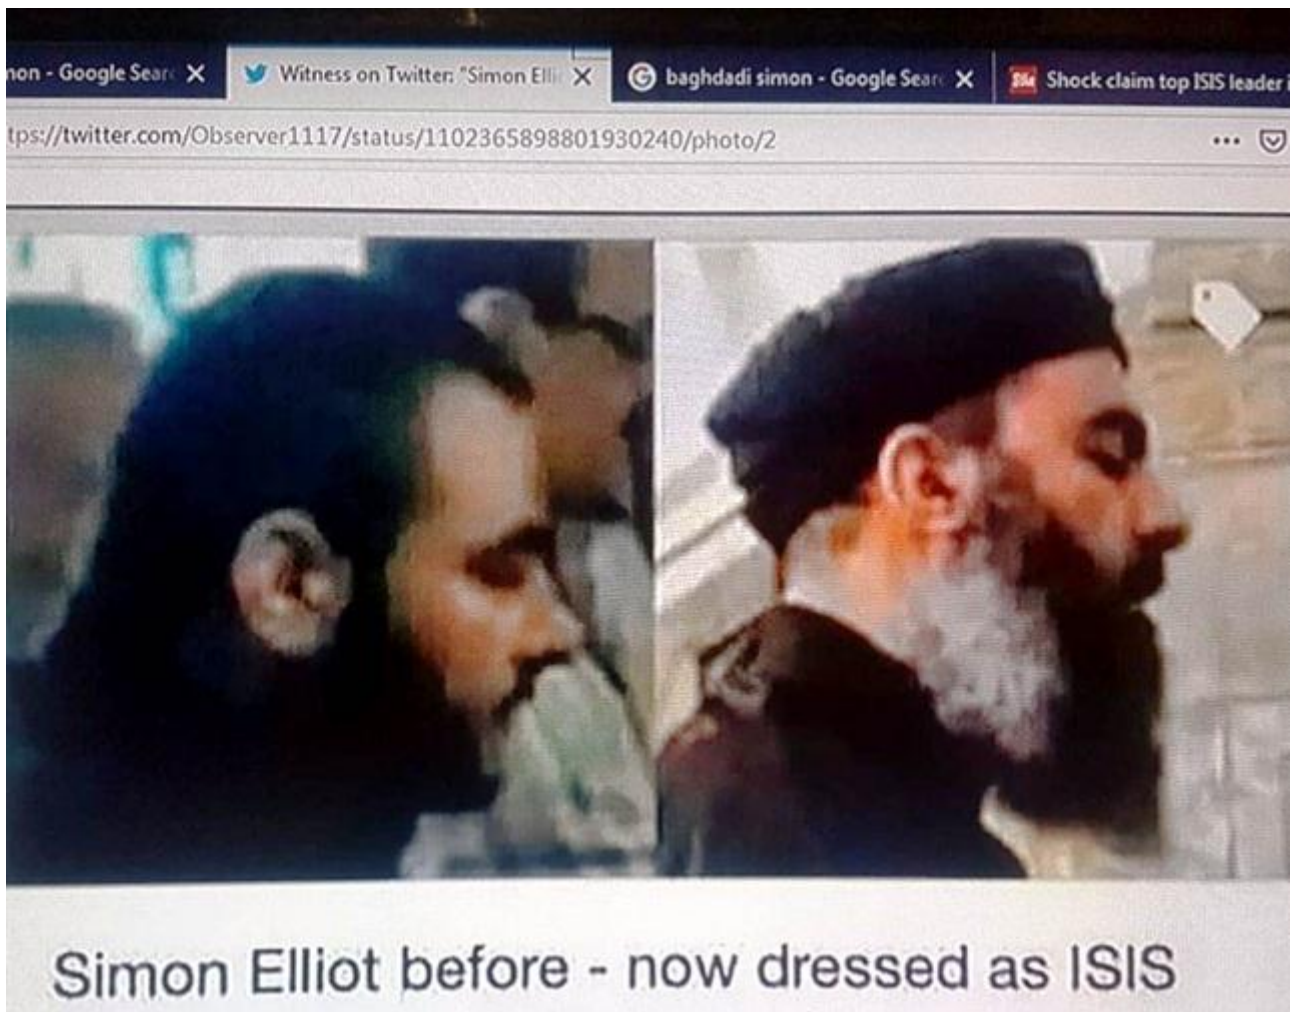 non - Google Sear
Witness on Twitter: "Simon Elli
baghdadi simon - Google Sear
Shock claim top ISIS leader i
tps://twitter.com/Observer1117/status/1102365898801930240/photo/2
Simon Elliot before - now dressed as ISIS